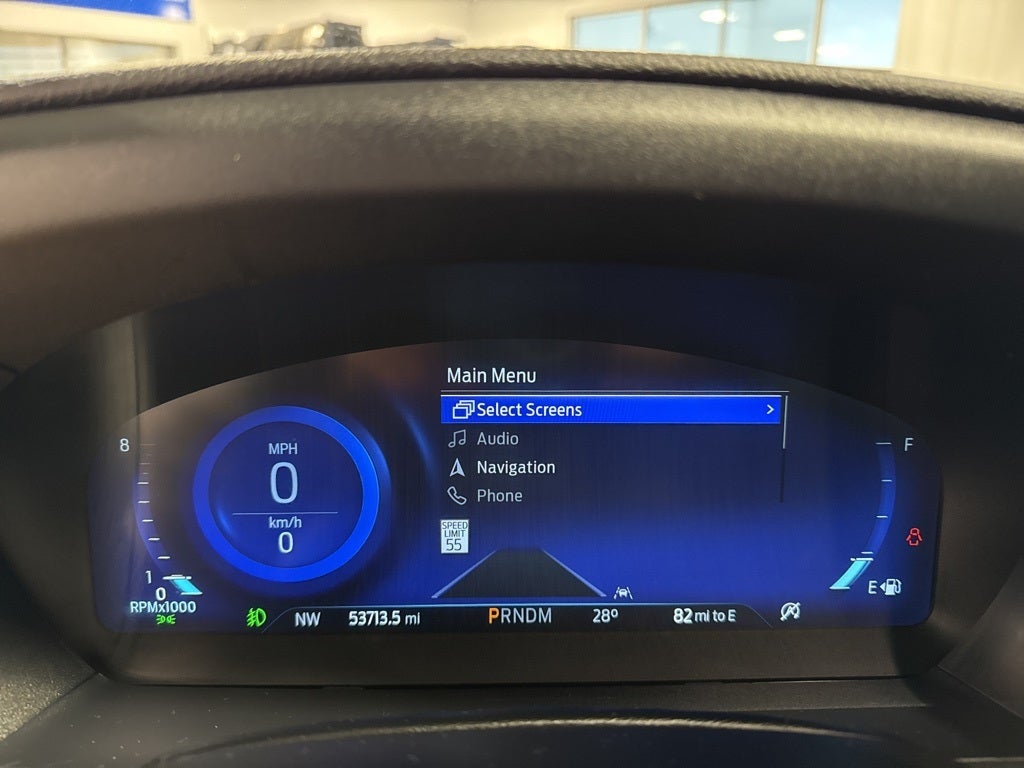 Main Menu
Select Screens >
Audio
Navigation
Phone
8
MPH
0
km/h
0
F
SPEED
LIMIT
55
1
0
RPMx1000
E
NW 53713.5 mi PRNDM 28° 82 mi to E